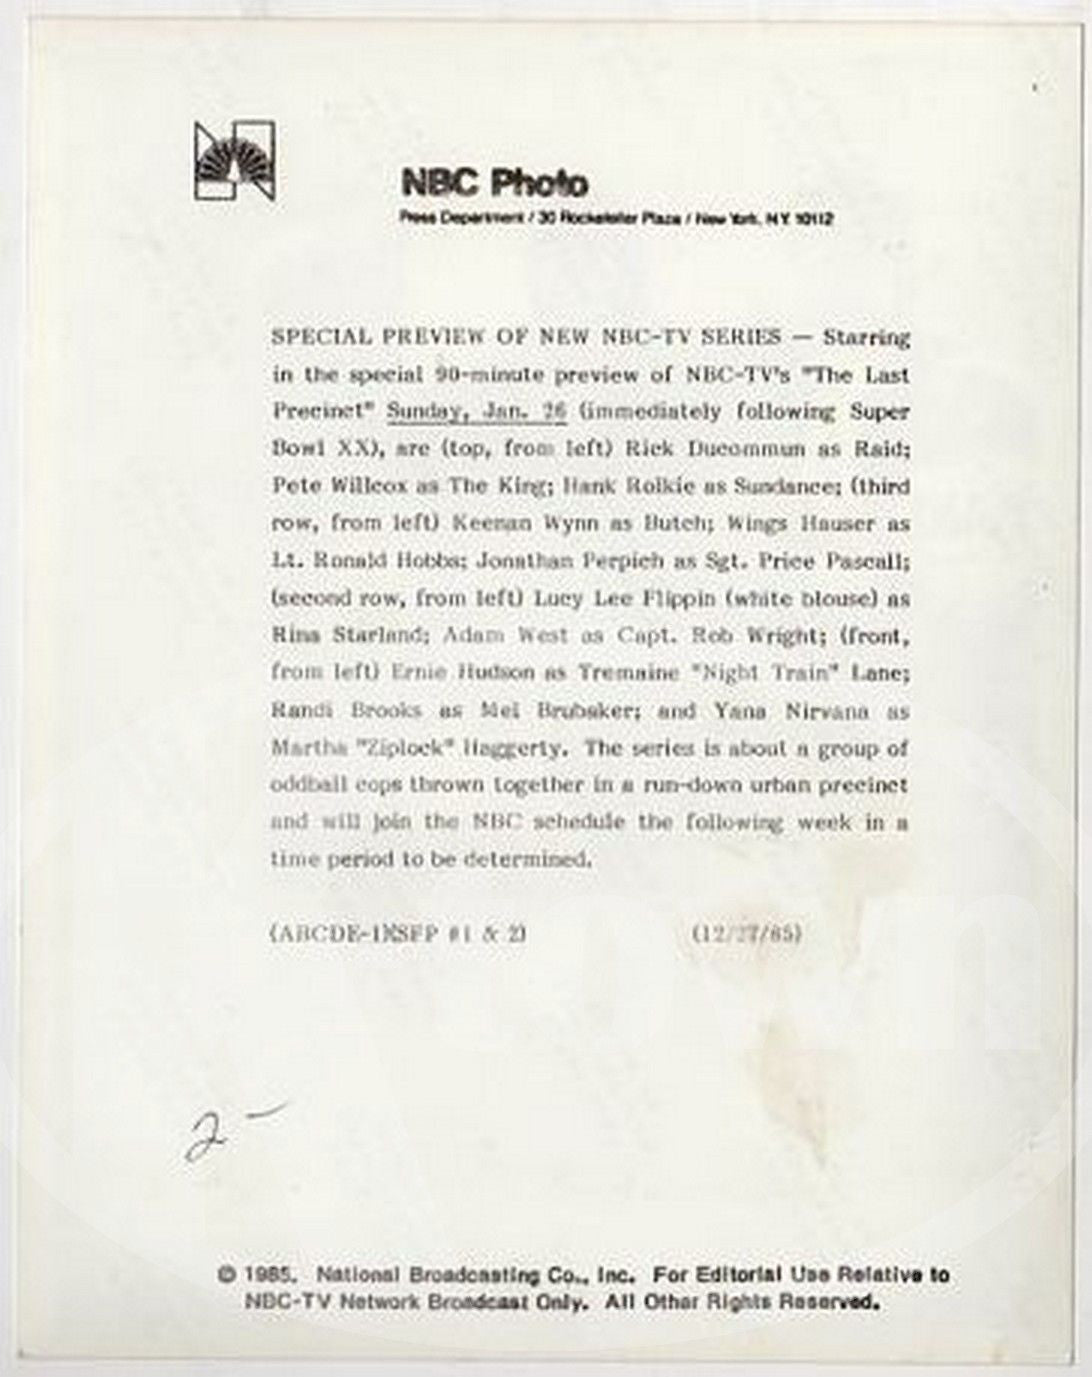 NBC Photo
Press Department / 30 Rockefeller Plaza / New York, NY 10112
SPECIAL PREVIEW OF NEW NBC-TV SERIES — Starring
in the special 90-minute preview of NBC-TV's "The Last
Precinct" Sunday, Jan. 26 (immediately following Super
Bowl XX), are (top, from left) Rick Ducommun as Raid;
Pete Willcox as The King; Hank Rolkie as Sundance; (third
row, from left) Keenan Wynn as Butch; Wings Hauser as
Lt. Ronald Hobbs; Jonathan Perpich as Sgt. Price Pascall;
(second row, from left) Lucy Lee Flippin (white blouse) as
Rina Starland; Adam West as Capt. Rob Wright; (front,
from left) Ernie Hudson as Tremaine "Night Train" Lane;
Randi Brooks as Mel Brubaker; and Yana Nirvana as
Martha "Ziplock" Haggerty. The series is about a group of
oddball cops thrown together in a run-down urban precinct
and will join the NBC schedule the following week in a
time period to be determined.
(ABCDE-1)(SFP #1 & 2) (12/27/85)
2 –
© 1985. National Broadcasting Co., Inc. For Editorial Use Relative to
NBC-TV Network Broadcast Only. All Other Rights Reserved.